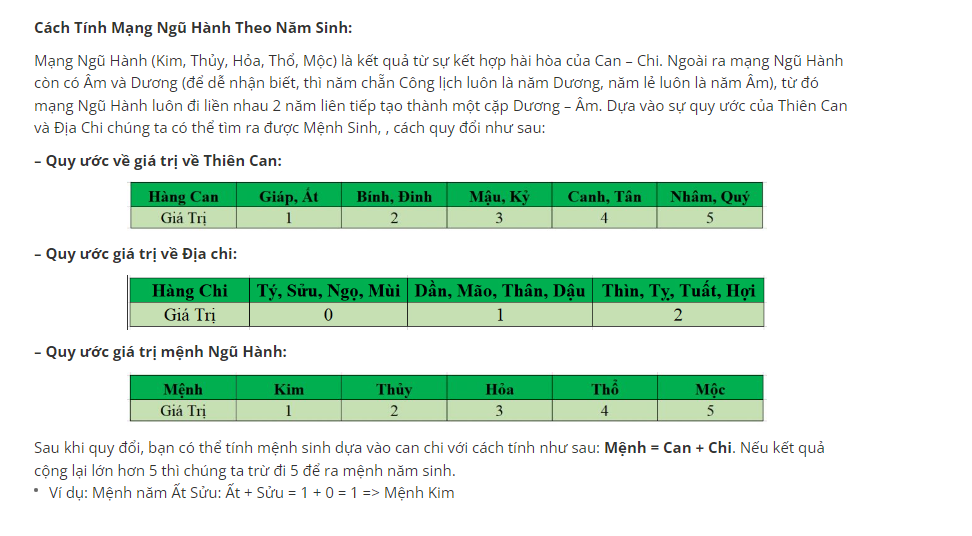 Cách Tính Mạng Ngũ Hành Theo Năm Sinh:
Mạng Ngũ Hành (Kim, Thủy, Hỏa, Thổ, Mộc) là kết quả từ sự kết hợp hài hòa của Can – Chi. Ngoài ra mạng Ngũ Hành
còn có Âm và Dương (để dễ nhận biết, thì năm chẵn Công lịch luôn là năm Dương, năm lẻ luôn là năm Âm), từ đó
mạng Ngũ Hành luôn đi liền nhau 2 năm liên tiếp tạo thành một cặp Dương – Âm. Dựa vào sự quy ước của Thiên Can
và Địa Chi chúng ta có thể tìm ra được Mệnh Sinh, , cách quy đổi như sau:
– Quy ước về giá trị về Thiên Can:
Hàng Can Giáp, Ất Bính, Đinh Mậu, Kỷ Canh, Tân Nhâm, Quý
Giá Trị 1 2 3 4 5
– Quy ước giá trị về Địa chi:
Hàng Chi Tý, Sửu, Ngọ, Mùi Dần, Mão, Thân, Dậu Thìn, Tỵ, Tuất, Hợi
Giá Trị 0 1 2
– Quy ước giá trị mệnh Ngũ Hành:
Mệnh Kim Thủy Hỏa Thổ Mộc
Giá Trị 1 2 3 4 5
Sau khi quy đổi, bạn có thể tính mệnh sinh dựa vào can chi với cách tính như sau: Mệnh = Can + Chi. Nếu kết quả
cộng lại lớn hơn 5 thì chúng ta trừ đi 5 để ra mệnh năm sinh.
• Ví dụ: Mệnh năm Ất Sửu: Ất + Sửu = 1 + 0 = 1 => Mệnh Kim